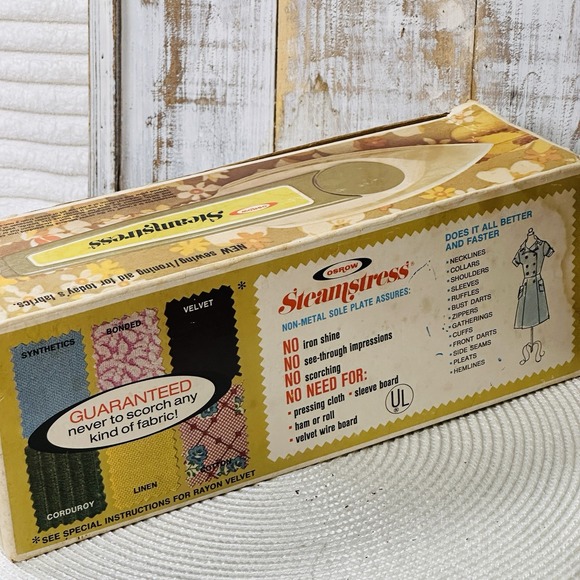 OSROW
Steamstress
NEW sewing/ironing aid for today's fabrics.
SYNTHETICS
BONDED
VELVET
*
GUARANTEED
never to scorch any
kind of fabric!
CORDUROY
LINEN
COTTON
*SEE SPECIAL INSTRUCTIONS FOR RAYON VELVET
OSROW
Steamstress
NON-METAL SOLE PLATE ASSURES:
NO iron shine
NO see-through impressions
NO scorching
NO NEED FOR:
• pressing cloth • sleeve board
• ham or roll
• velvet wire board
UL
DOES IT ALL BETTER
AND FASTER
• NECKLINES
• COLLARS
• SHOULDERS
• SLEEVES
• RUFFLES
• BUST DARTS
• ZIPPERS
• GATHERINGS
• CUFFS
• FRONT DARTS
• SIDE SEAMS
• PLEATS
• HEMLINES